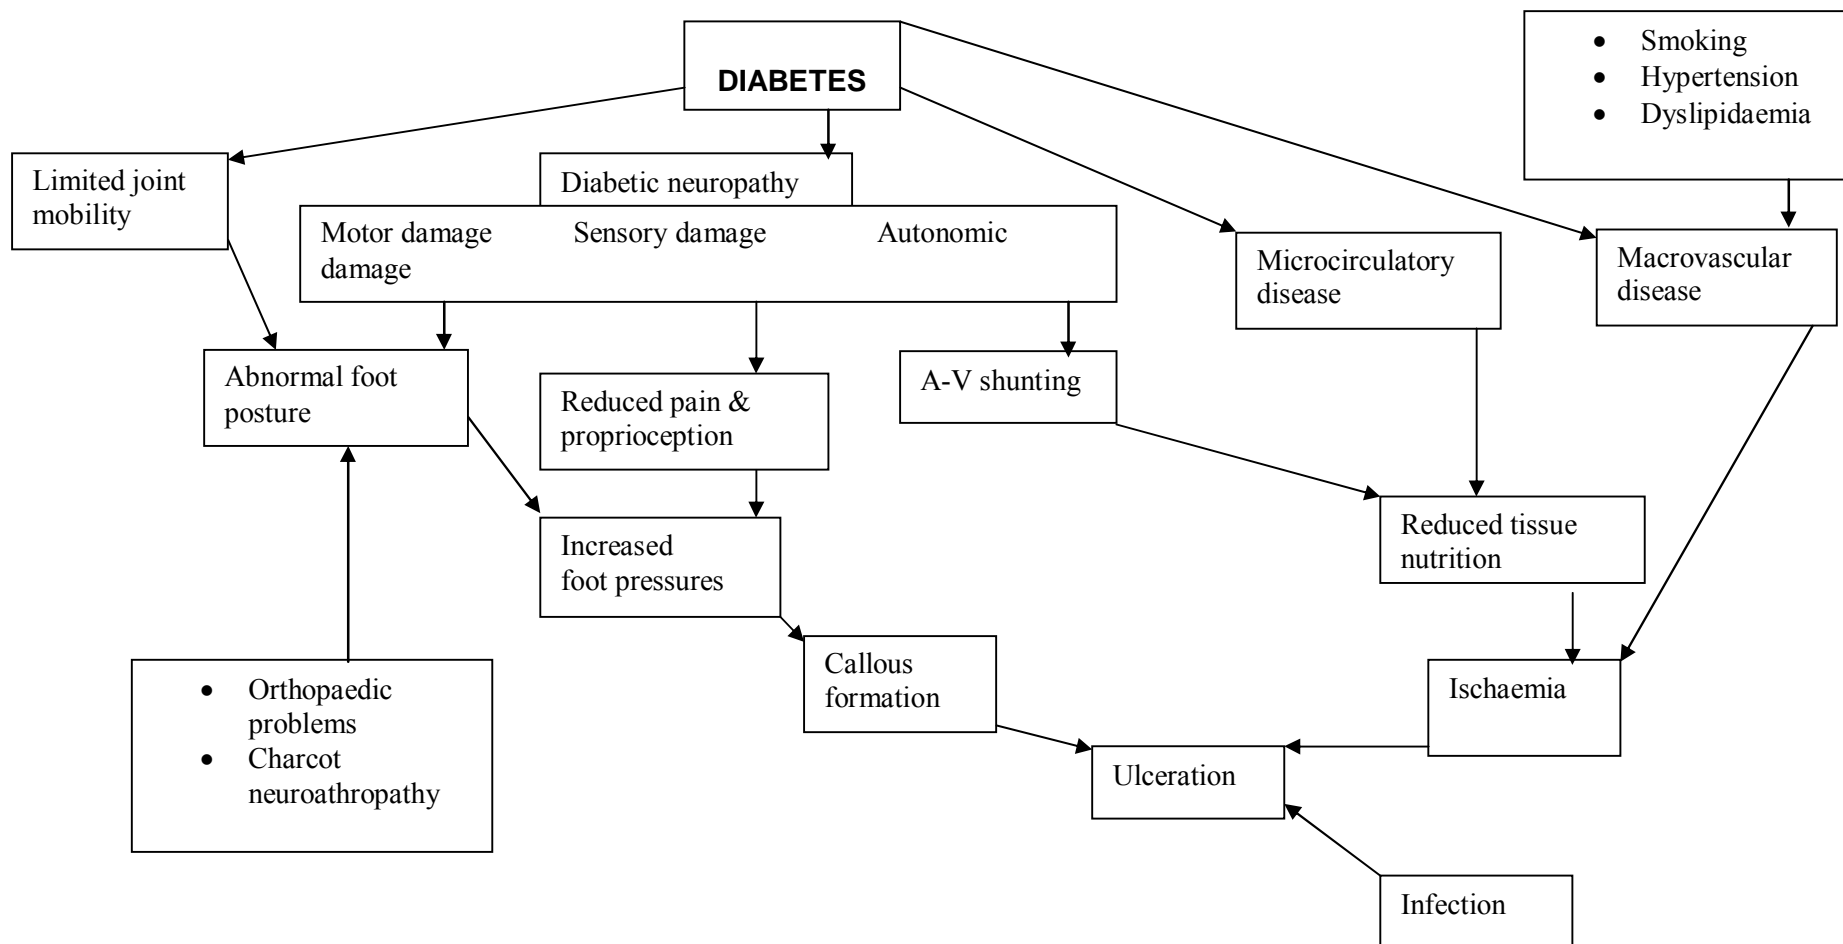 DIABETES
• Smoking
• Hypertension
• Dyslipidaemia
Limited joint
mobility
Diabetic neuropathy
Motor damage Sensory damage Autonomic
damage
Microcirculatory
disease
Macrovascular
disease
Abnormal foot
posture
Reduced pain &
proprioception
A-V shunting
Increased
foot pressures
Reduced tissue
nutrition
Callous
formation
Ischaemia
• Orthopaedic
problems
• Charcot
neuroathropathy
Ulceration
Infection